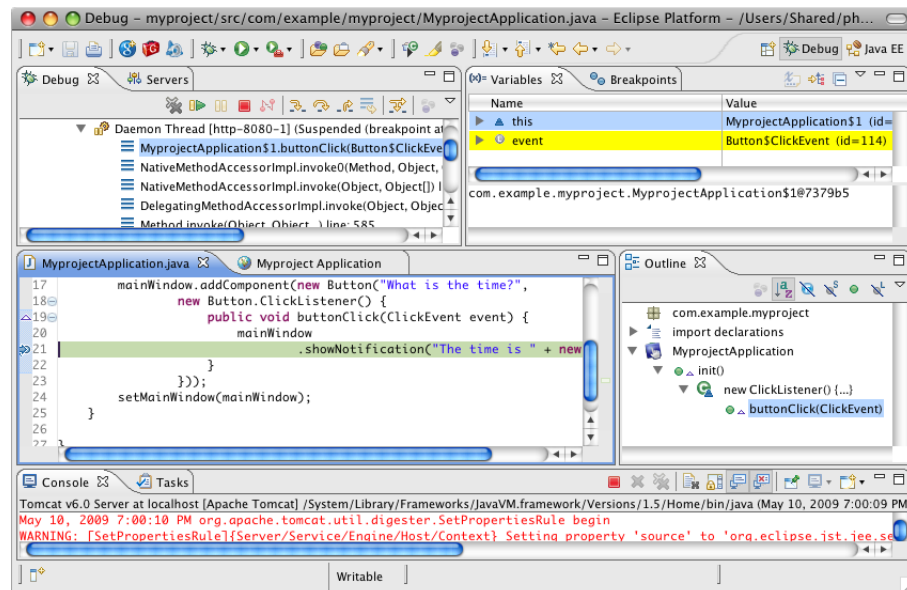 Debug – myproject/src/com/example/myproject/MyprojectApplication.java – Eclipse Platform – /Users/Shared/ph...
Debug Java EE
Debug Servers
Daemon Thread [http-8080-1] (Suspended (breakpoint at
MyprojectApplication$1.buttonClick(Button$ClickEve
NativeMethodAccessorImpl.invoke0(Method, Object,
NativeMethodAccessorImpl.invoke(Object, Object[]) l
DelegatingMethodAccessorImpl.invoke(Object, Objec
Method.invoke(Object, Object...) line: 585
(x)= Variables Breakpoints
Name Value
this MyprojectApplication$1 (id=
event Button$ClickEvent (id=114)
com.example.myproject.MyprojectApplication$1@7379b5
MyprojectApplication.java Myproject Application
17 mainWindow.addComponent(new Button("What is the time?",
18 new Button.ClickListener() {
19 public void buttonClick(ClickEvent event) {
20 mainWindow
21 .showNotification("The time is " + new
22 }
23 }));
24 setMainWindow(mainWindow);
25 }
26
27 }
Outline
com.example.myproject
import declarations
MyprojectApplication
init()
new ClickListener() {...}
buttonClick(ClickEvent)
Console Tasks
Tomcat v6.0 Server at localhost [Apache Tomcat] /System/Library/Frameworks/JavaVM.framework/Versions/1.5/Home/bin/java (May 10, 2009 7:00:09 PM
May 10, 2009 7:00:10 PM org.apache.tomcat.util.digester.SetPropertiesRule begin
WARNING: [SetPropertiesRule]{Server/Service/Engine/Host/Context} Setting property 'source' to 'org.eclipse.jst.jee.se
Writable